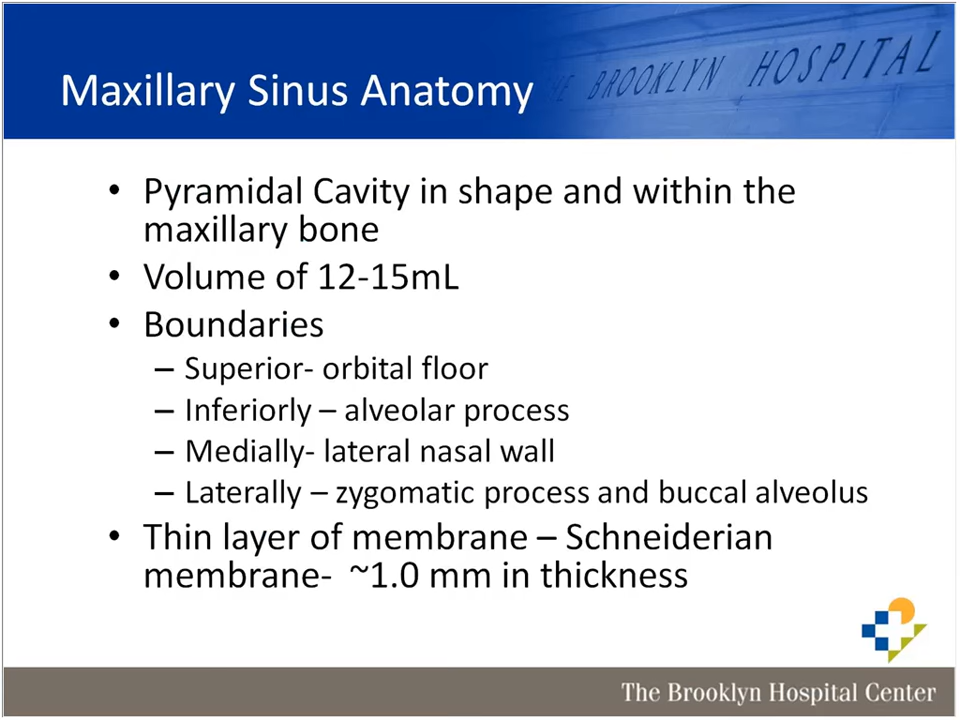 THE BROOKLYN HOSPITAL
Maxillary Sinus Anatomy
• Pyramidal Cavity in shape and within the
maxillary bone
• Volume of 12-15mL
• Boundaries
– Superior- orbital floor
– Inferiorly – alveolar process
– Medially- lateral nasal wall
– Laterally – zygomatic process and buccal alveolus
• Thin layer of membrane – Schneiderian
membrane- ~1.0 mm in thickness
The Brooklyn Hospital Center